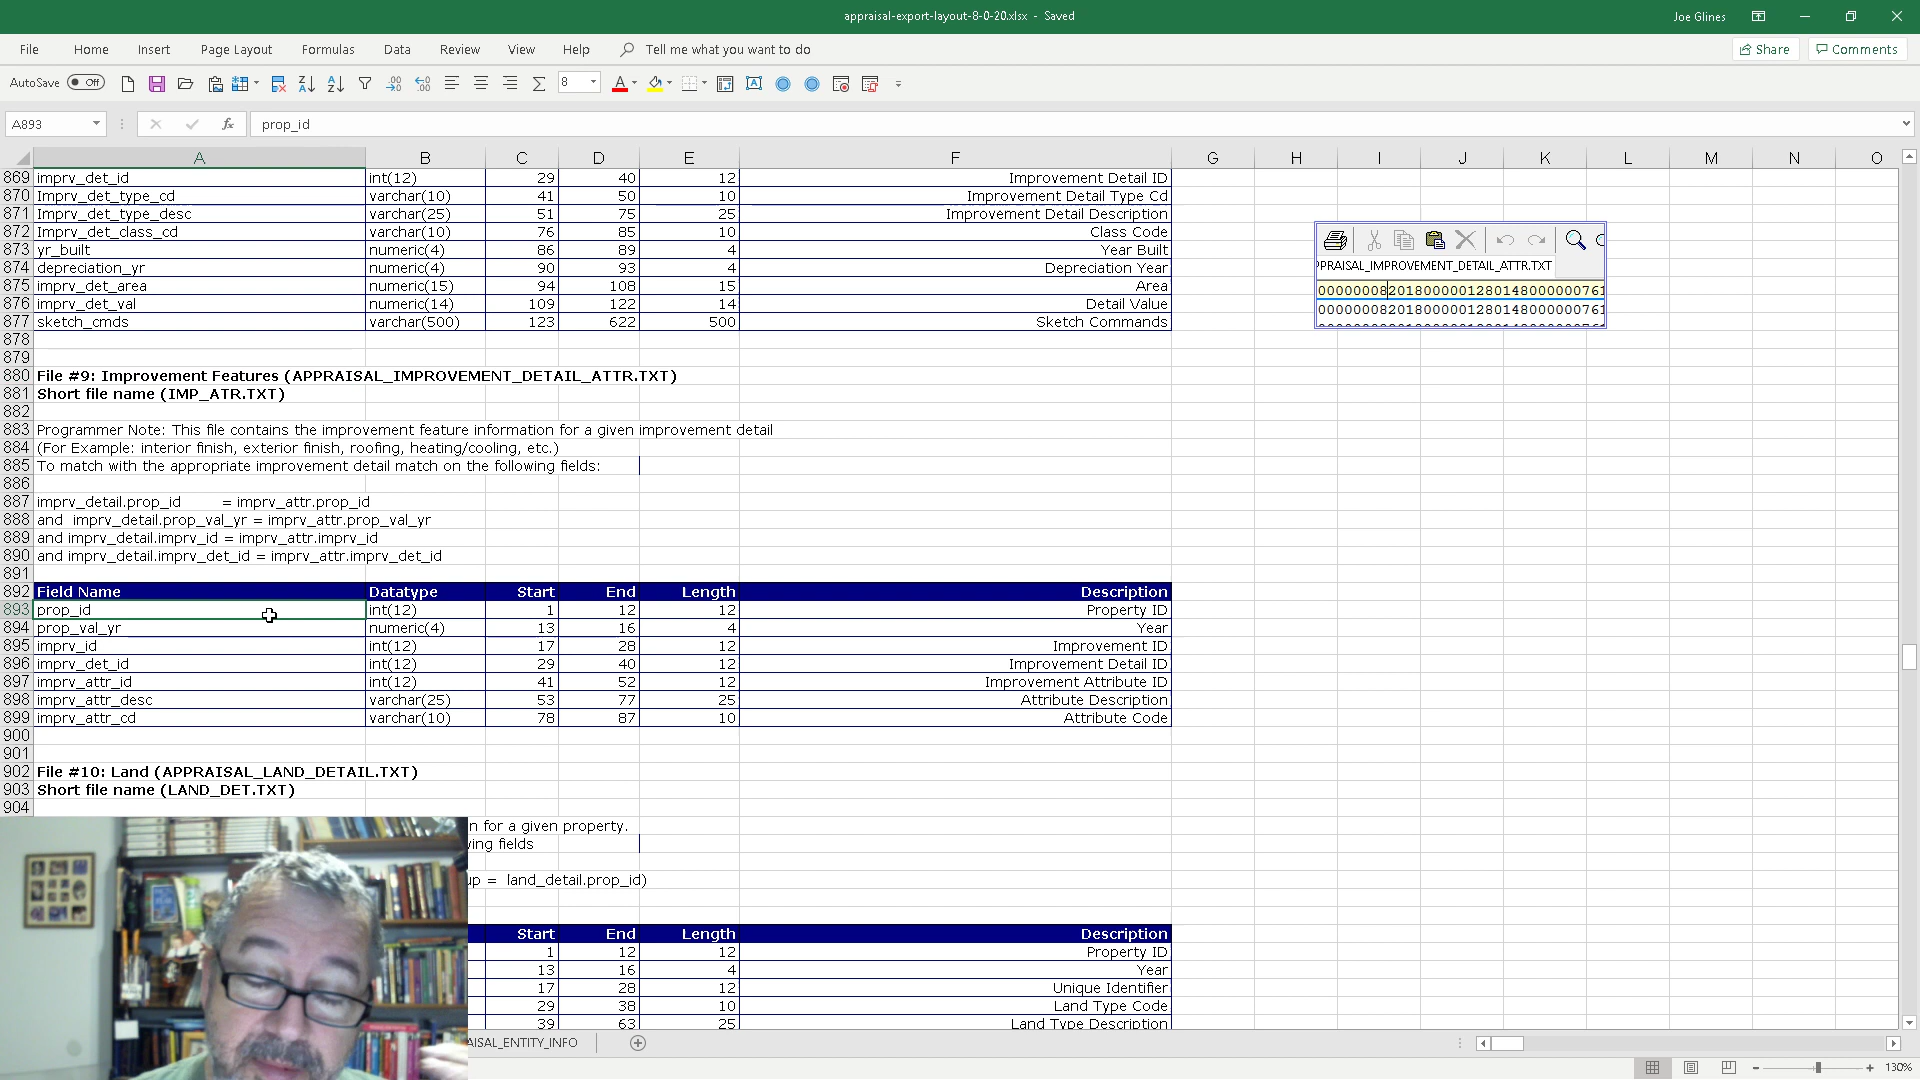 appraisal-export-layout-8-0-20.xlsx - Saved
Joe Glines
File Home Insert Page Layout Formulas Data Review View Help Tell me what you want to do
Share Comments
AutoSave Off 8
A893 fx prop_id
A B C D E F G H I J K L M N O
869 imprv_det_id int(12) 29 40 12 Improvement Detail ID
870 Imprv_det_type_cd varchar(10) 41 50 10 Improvement Detail Type Cd
871 Imprv_det_type_desc varchar(25) 51 75 25 Improvement Detail Description
872 Imprv_det_class_cd varchar(10) 76 85 10 Class Code
873 yr_built numeric(4) 86 89 4 Year Built
874 depreciation_yr numeric(4) 90 93 4 Depreciation Year
875 imprv_det_area numeric(15) 94 108 15 Area
876 imprv_det_val numeric(14) 109 122 14 Detail Value
877 sketch_cmds varchar(500) 123 622 500 Sketch Commands
PRAISAL_IMPROVEMENT_DETAIL_ATTR.TXT
0000000820180000012801480000000761
0000000820180000012801480000000761
878
879
880 File #9: Improvement Features (APPRAISAL_IMPROVEMENT_DETAIL_ATTR.TXT)
881 Short file name (IMP_ATR.TXT)
882
883 Programmer Note: This file contains the improvement feature information for a given improvement detail
884 (For Example: interior finish, exterior finish, roofing, heating/cooling, etc.)
885 To match with the appropriate improvement detail match on the following fields:
886
887 imprv_detail.prop_id = imprv_attr.prop_id
888 and imprv_detail.prop_val_yr = imprv_attr.prop_val_yr
889 and imprv_detail.imprv_id = imprv_attr.imprv_id
890 and imprv_detail.imprv_det_id = imprv_attr.imprv_det_id
891
892 Field Name Datatype Start End Length Description
893 prop_id int(12) 1 12 12 Property ID
894 prop_val_yr numeric(4) 13 16 4 Year
895 imprv_id int(12) 17 28 12 Improvement ID
896 imprv_det_id int(12) 29 40 12 Improvement Detail ID
897 imprv_attr_id int(12) 41 52 12 Improvement Attribute ID
898 imprv_attr_desc varchar(25) 53 77 25 Attribute Description
899 imprv_attr_cd varchar(10) 78 87 10 Attribute Code
900
901
902 File #10: Land (APPRAISAL_LAND_DETAIL.TXT)
903 Short file name (LAND_DET.TXT)
904
n for a given property.
wing fields
up = land_detail.prop_id)
Start End Length Description
1 12 12 Property ID
13 16 4 Year
17 28 12 Unique Identifier
29 38 10 Land Type Code
39 63 25 Land Type Description
AISAL_ENTITY_INFO
130%